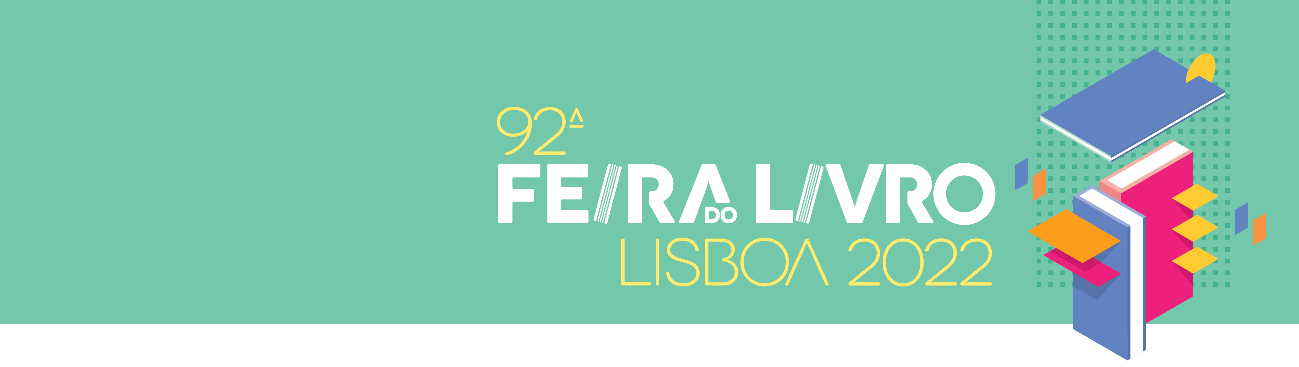 92ª
FEIRA DO LIVRO
LISBOA 2022